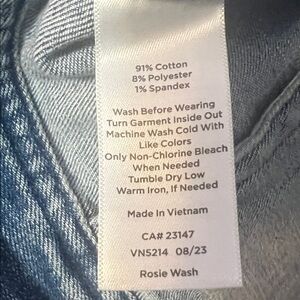 91% Cotton
8% Polyester
1% Spandex
Wash Before Wearing
Turn Garment Inside Out
Machine Wash Cold With
Like Colors
Only Non-Chlorine Bleach
When Needed
Tumble Dry Low
Warm Iron, If Needed
Made In Vietnam
CA# 23147
VN5214 08/23
Rosie Wash